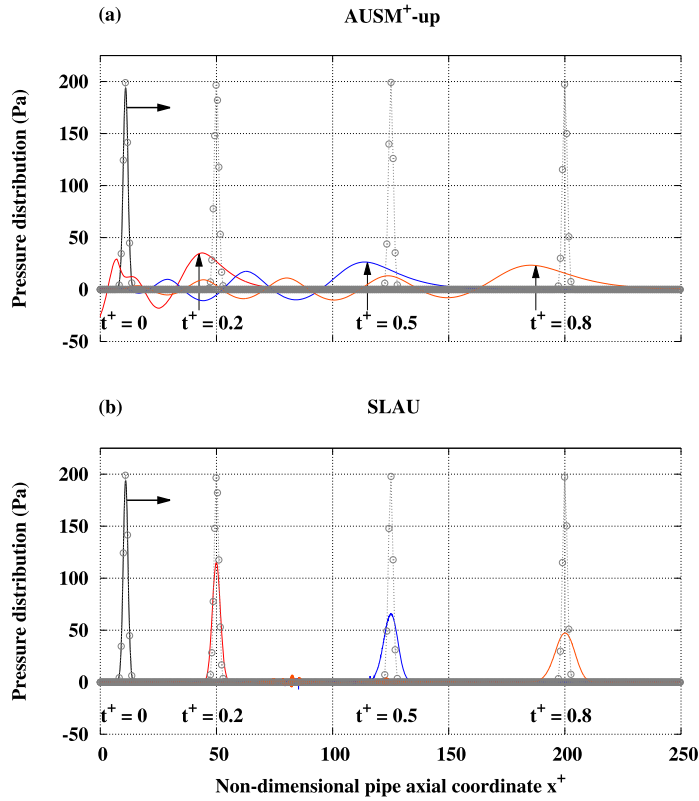 (a) AUSM⁺-up
Pressure distribution (Pa)
200
150
100
50
0
-50
t⁺ = 0 t⁺ = 0.2 t⁺ = 0.5 t⁺ = 0.8
(b) SLAU
Pressure distribution (Pa)
200
150
100
50
0
-50
t⁺ = 0 t⁺ = 0.2 t⁺ = 0.5 t⁺ = 0.8
0 50 100 150 200 250
Non-dimensional pipe axial coordinate x⁺